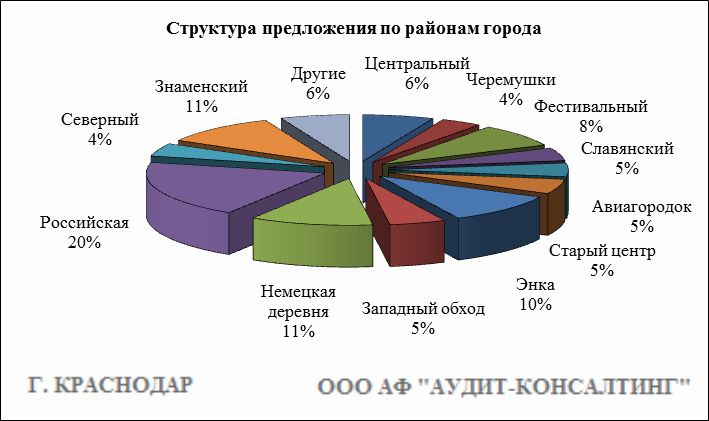 Структура предложения по районам города
Центральный
6%
Черемушки
4%
Фестивальный
8%
Славянский
5%
Авиагородок
5%
Старый центр
5%
Энка
10%
Западный обход
5%
Немецкая
деревня
11%
Российская
20%
Северный
4%
Знаменский
11%
Другие
6%
Г. КРАСНОДАР
ООО АФ "АУДИТ-КОНСАЛТИНГ"